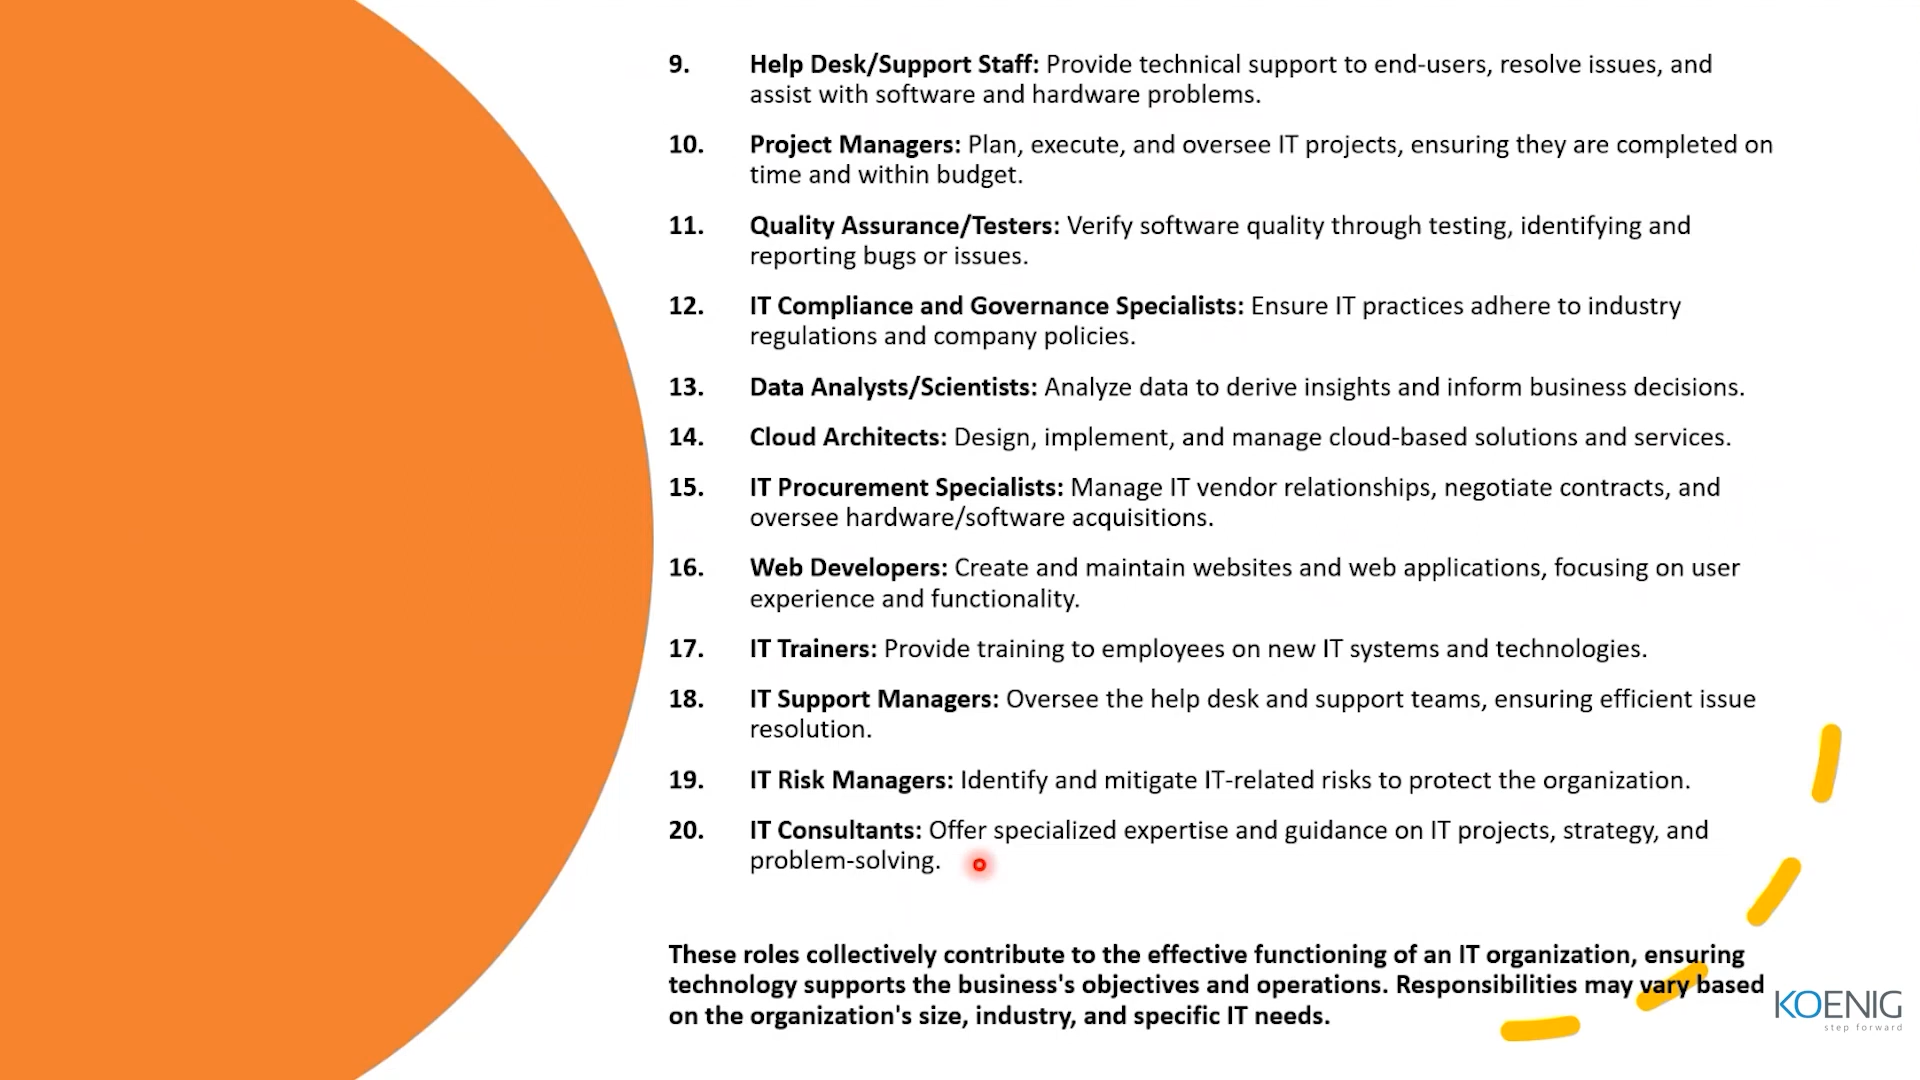 9. Help Desk/Support Staff: Provide technical support to end-users, resolve issues, and
assist with software and hardware problems.
10. Project Managers: Plan, execute, and oversee IT projects, ensuring they are completed on
time and within budget.
11. Quality Assurance/Testers: Verify software quality through testing, identifying and
reporting bugs or issues.
12. IT Compliance and Governance Specialists: Ensure IT practices adhere to industry
regulations and company policies.
13. Data Analysts/Scientists: Analyze data to derive insights and inform business decisions.
14. Cloud Architects: Design, implement, and manage cloud-based solutions and services.
15. IT Procurement Specialists: Manage IT vendor relationships, negotiate contracts, and
oversee hardware/software acquisitions.
16. Web Developers: Create and maintain websites and web applications, focusing on user
experience and functionality.
17. IT Trainers: Provide training to employees on new IT systems and technologies.
18. IT Support Managers: Oversee the help desk and support teams, ensuring efficient issue
resolution.
19. IT Risk Managers: Identify and mitigate IT-related risks to protect the organization.
20. IT Consultants: Offer specialized expertise and guidance on IT projects, strategy, and
problem-solving.
These roles collectively contribute to the effective functioning of an IT organization, ensuring
technology supports the business's objectives and operations. Responsibilities may vary based
on the organization's size, industry, and specific IT needs.
KOENIG
step forward